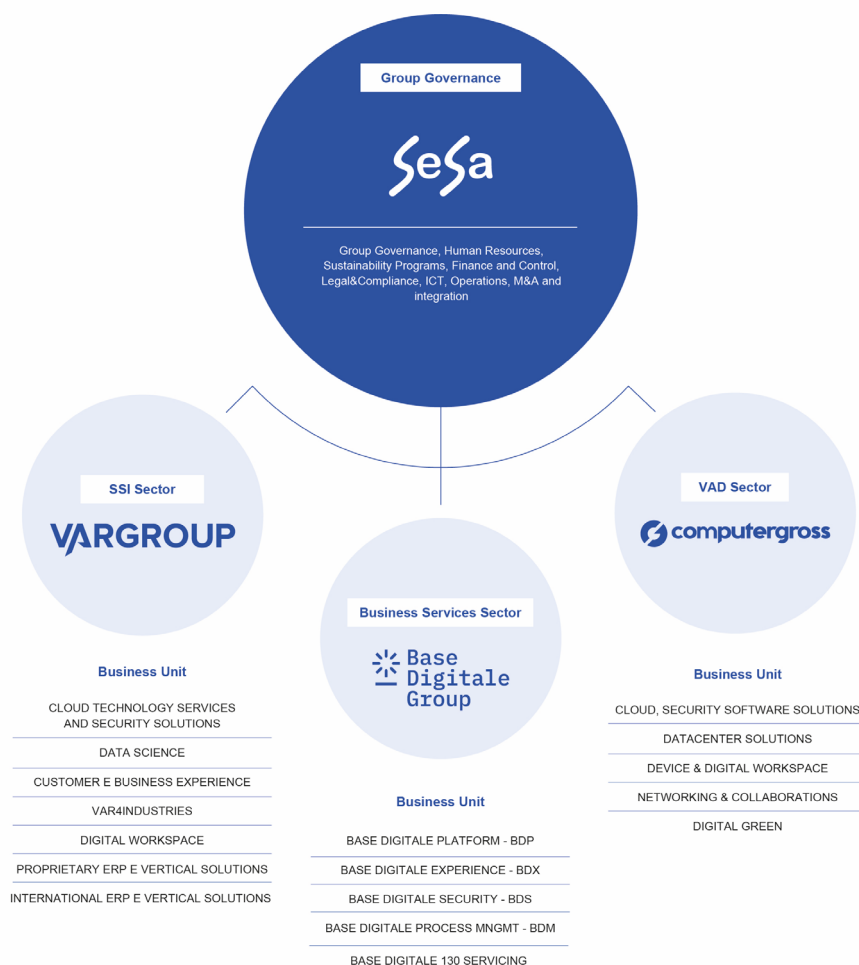 Group Governance
SeSa
Group Governance, Human Resources,
Sustainability Programs, Finance and Control,
Legal&Compliance, ICT, Operations, M&A and
integration
SSI Sector
VARGROUP
Business Unit
CLOUD TECHNOLOGY SERVICES
AND SECURITY SOLUTIONS
DATA SCIENCE
CUSTOMER E BUSINESS EXPERIENCE
VAR4INDUSTRIES
DIGITAL WORKSPACE
PROPRIETARY ERP E VERTICAL SOLUTIONS
INTERNATIONAL ERP E VERTICAL SOLUTIONS
Business Services Sector
Base
Digitale
Group
Business Unit
BASE DIGITALE PLATFORM - BDP
BASE DIGITALE EXPERIENCE - BDX
BASE DIGITALE SECURITY - BDS
BASE DIGITALE PROCESS MNGMT - BDM
BASE DIGITALE 130 SERVICING
VAD Sector
computergross
Business Unit
CLOUD, SECURITY SOFTWARE SOLUTIONS
DATACENTER SOLUTIONS
DEVICE & DIGITAL WORKSPACE
NETWORKING & COLLABORATIONS
DIGITAL GREEN